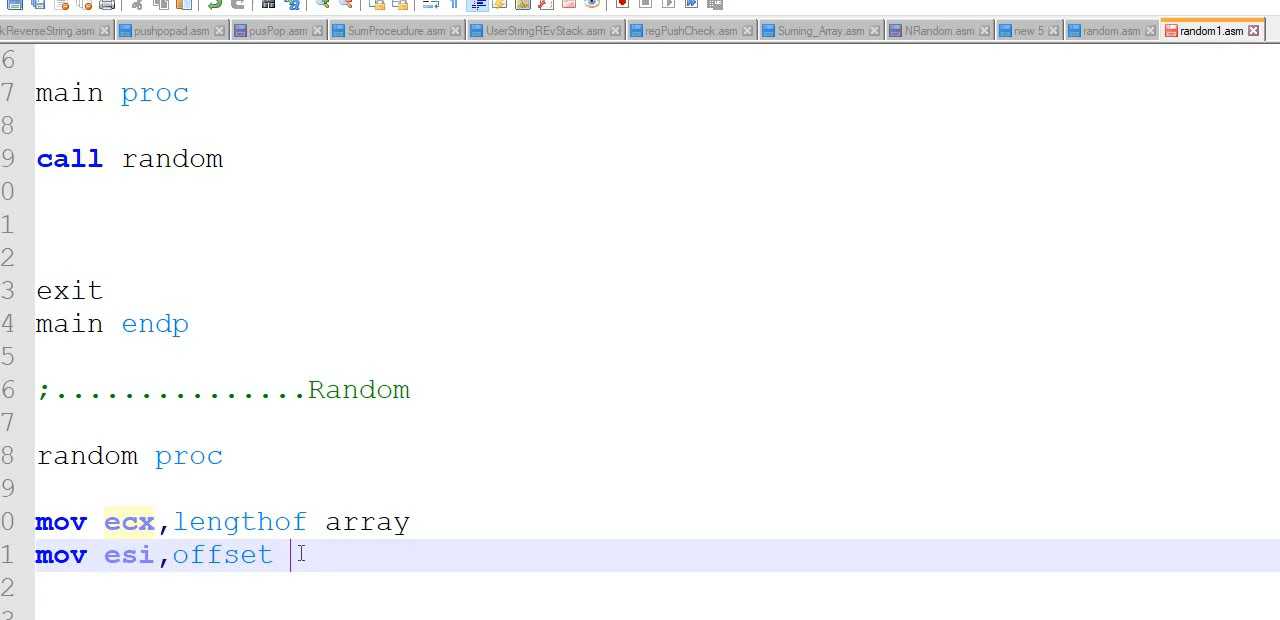 kReverseString.asm pushpopad.asm pusPop.asm SumProceudure.asm UserStringREvStack.asm regPushCheck.asm Suming_Array.asm NRandom.asm new 5 random.asm random1.asm
6
7 main proc
8
9 call random
0
1
2
3 exit
4 main endp
5
6 ;...............Random
7
8 random proc
9
0 mov ecx,lengthof array
1 mov esi,offset
2
3